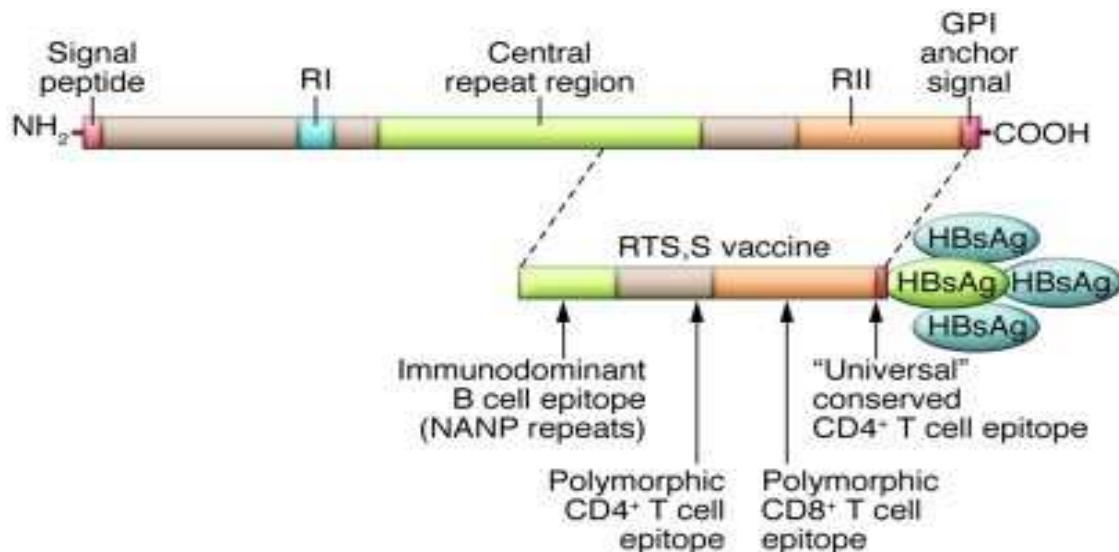 Signal
peptide
RI
Central
repeat region
RII
GPI
anchor
signal
NH₂
COOH
RTS,S vaccine
HBsAg
HBsAg
HBsAg
HBsAg
Immunodominant
B cell epitope
(NANP repeats)
“Universal”
conserved
CD4⁺ T cell epitope
Polymorphic
CD4⁺ T cell
epitope
Polymorphic
CD8⁺ T cell
epitope